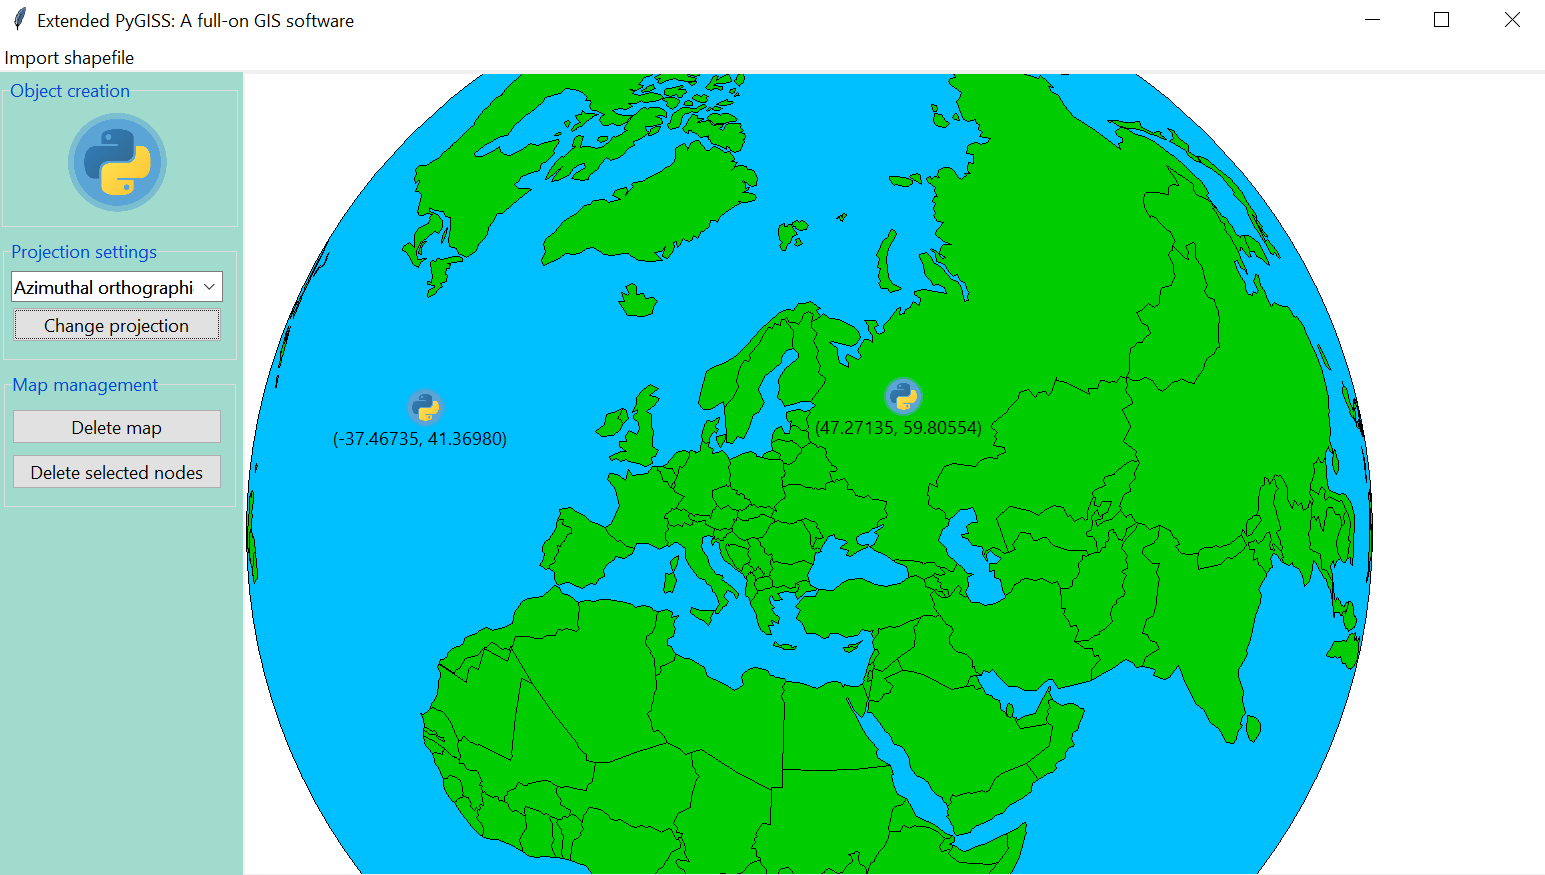 Extended PyGISS: A full-on GIS software
Import shapefile
Object creation
Projection settings
Azimuthal orthographi
Change projection
Map management
Delete map
Delete selected nodes
(-37.46735, 41.36980)
(47.27135, 59.80554)